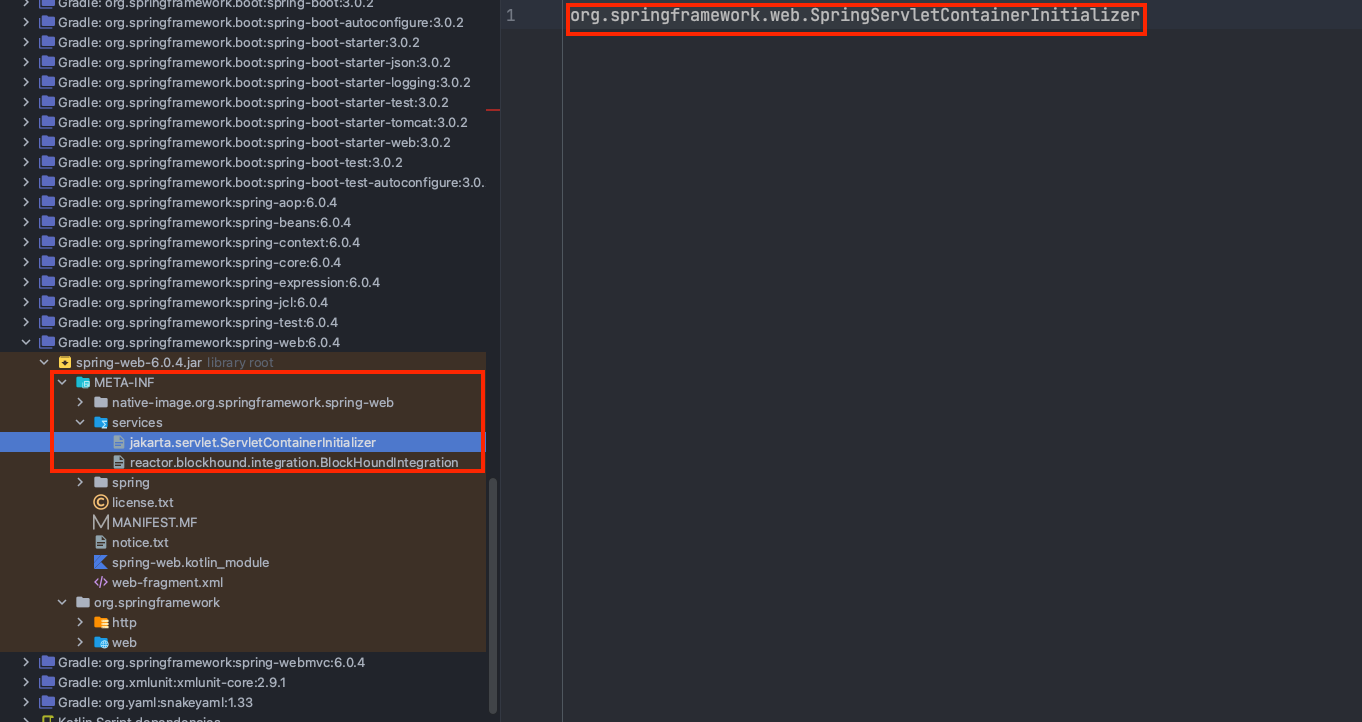 Gradle: org.springframework.boot:spring-boot:3.0.2
Gradle: org.springframework.boot:spring-boot-autoconfigure:3.0.2
Gradle: org.springframework.boot:spring-boot-starter:3.0.2
Gradle: org.springframework.boot:spring-boot-starter-json:3.0.2
Gradle: org.springframework.boot:spring-boot-starter-logging:3.0.2
Gradle: org.springframework.boot:spring-boot-starter-test:3.0.2
Gradle: org.springframework.boot:spring-boot-starter-tomcat:3.0.2
Gradle: org.springframework.boot:spring-boot-starter-web:3.0.2
Gradle: org.springframework.boot:spring-boot-test:3.0.2
Gradle: org.springframework.boot:spring-boot-test-autoconfigure:3.0.
Gradle: org.springframework:spring-aop:6.0.4
Gradle: org.springframework:spring-beans:6.0.4
Gradle: org.springframework:spring-context:6.0.4
Gradle: org.springframework:spring-core:6.0.4
Gradle: org.springframework:spring-expression:6.0.4
Gradle: org.springframework:spring-jcl:6.0.4
Gradle: org.springframework:spring-test:6.0.4
Gradle: org.springframework:spring-web:6.0.4
spring-web-6.0.4.jar library root
META-INF
native-image.org.springframework.spring-web
services
jakarta.servlet.ServletContainerInitializer
reactor.blockhound.integration.BlockHoundIntegration
spring
license.txt
MANIFEST.MF
notice.txt
spring-web.kotlin_module
web-fragment.xml
org.springframework
http
web
Gradle: org.springframework:spring-webmvc:6.0.4
Gradle: org.xmlunit:xmlunit-core:2.9.1
Gradle: org.yaml:snakeyaml:1.33
Kotlin Script dependencies
1 org.springframework.web.SpringServletContainerInitializer